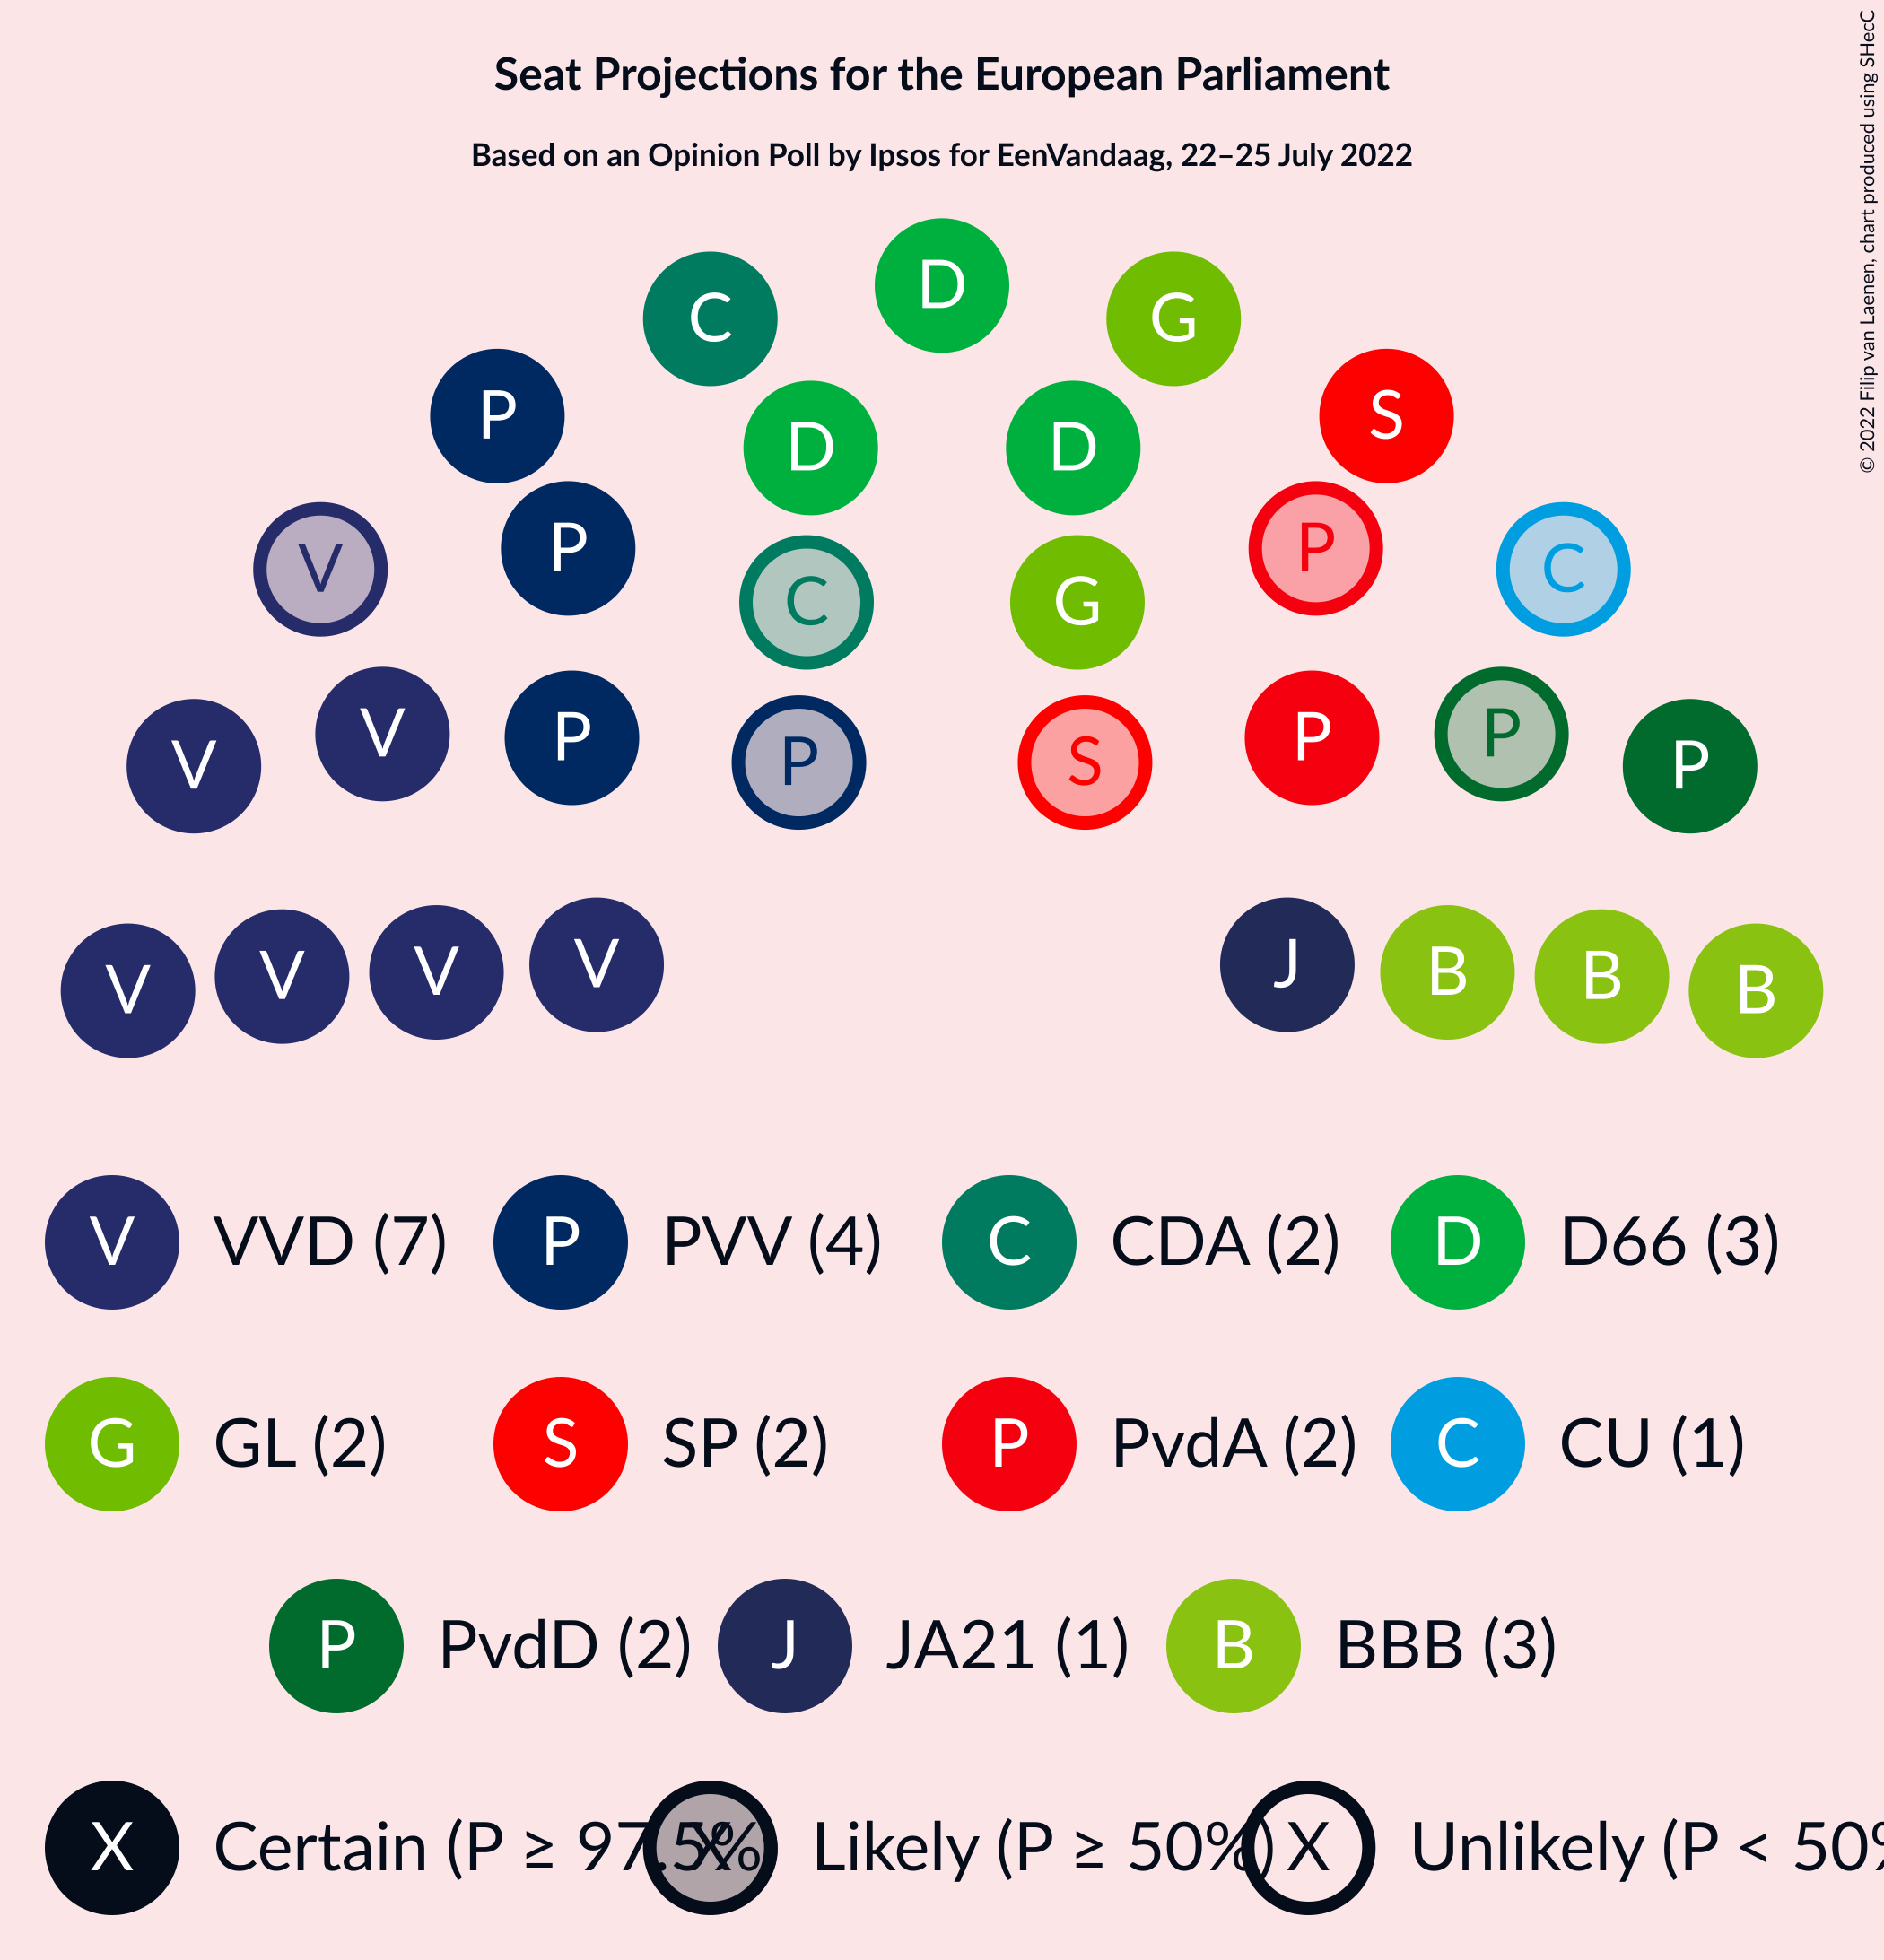 Seat Projections for the European Parliament
Based on an Opinion Poll by Ipsos for EenVandaag, 22–25 July 2022
© 2022 Filip van Laenen, chart produced using SHecC
D
C G
P S
D D
P P
V C
C G
V P P P
P S
V P
V J
V B
V B
V B
V VVD (7) P PVV (4) C CDA (2) D D66 (3)
G GL (2) S SP (2) P PvdA (2) C CU (1)
P PvdD (2) J JA21 (1) B BBB (3)
X Certain (P ≥ 97.5% X Likely (P ≥ 50%) X Unlikely (P < 50%